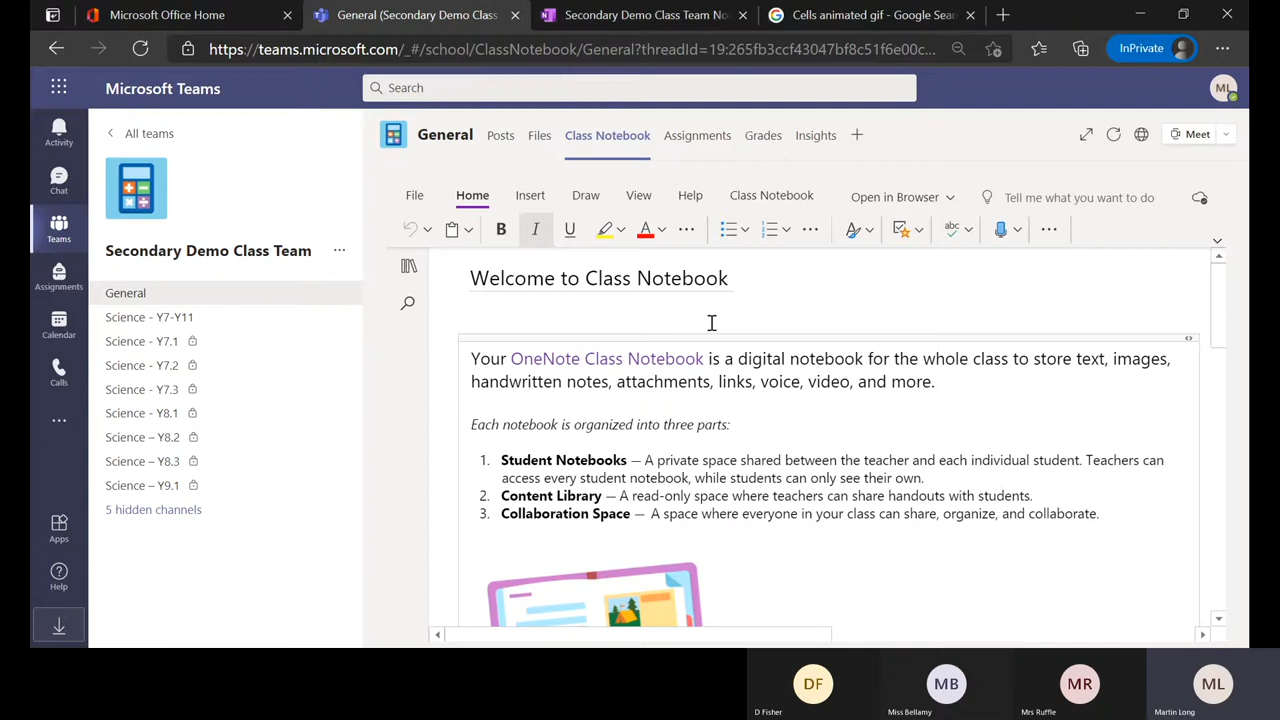 Microsoft Office Home
General (Secondary Demo Class
Secondary Demo Class Team No
Cells animated gif - Google Sear
https://teams.microsoft.com/_#/school/ClassNotebook/General?threadId=19:265fb3ccf43047bf8c51f6e00c...
InPrivate
Microsoft Teams
Search
ML
Activity
Chat
Teams
Assignments
Calendar
Calls
Apps
Help
All teams
Secondary Demo Class Team
General
Science - Y7-Y11
Science - Y7.1
Science - Y7.2
Science - Y7.3
Science - Y8.1
Science – Y8.2
Science – Y8.3
Science – Y9.1
5 hidden channels
General Posts Files Class Notebook Assignments Grades Insights
Meet
File Home Insert Draw View Help Class Notebook Open in Browser Tell me what you want to do
B I U A abc
Welcome to Class Notebook
Your OneNote Class Notebook is a digital notebook for the whole class to store text, images,
handwritten notes, attachments, links, voice, video, and more.
Each notebook is organized into three parts:
1. Student Notebooks — A private space shared between the teacher and each individual student. Teachers can
access every student notebook, while students can only see their own.
2. Content Library — A read-only space where teachers can share handouts with students.
3. Collaboration Space — A space where everyone in your class can share, organize, and collaborate.
DF MB MR ML
D Fisher Miss Bellamy Mrs Ruffle Martin Long